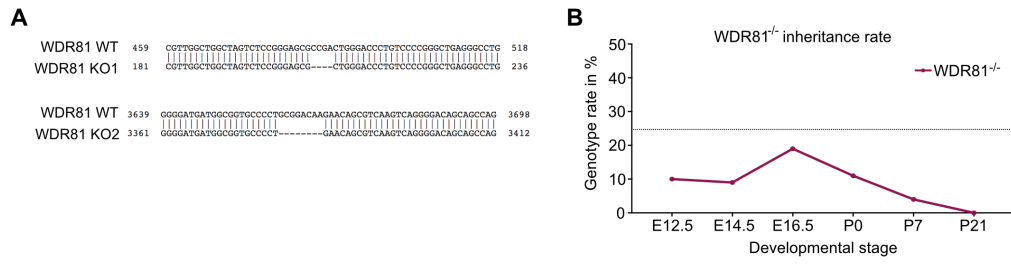 A
WDR81 WT 459 CGTTGGCTGGCTAGTCTCCGGGAGCGCCGACTGGGACCCTGTCCCCGGGCTGAGGGCCTG 518
WDR81 KO1 181 CGTTGGCTGGCTAGTCTCCGGGAGCG----CTGGGACCCTGTCCCCGGGCTGAGGGCCTG 236
WDR81 WT 3639 GGGGATGATGGCGGTGCCCCTGCGGACAAGAACAGCGTCAAGTCAGGGGACAGCAGCCAG 3698
WDR81 KO2 3361 GGGGATGATGGCGGTGCCCCT--------GAACAGCGTCAAGTCAGGGGACAGCAGCCAG 3412
B
WDR81-/- inheritance rate
WDR81-/-
Genotype rate in %
50
40
30
20
10
0
E12.5 E14.5 E16.5 P0 P7 P21
Developmental stage